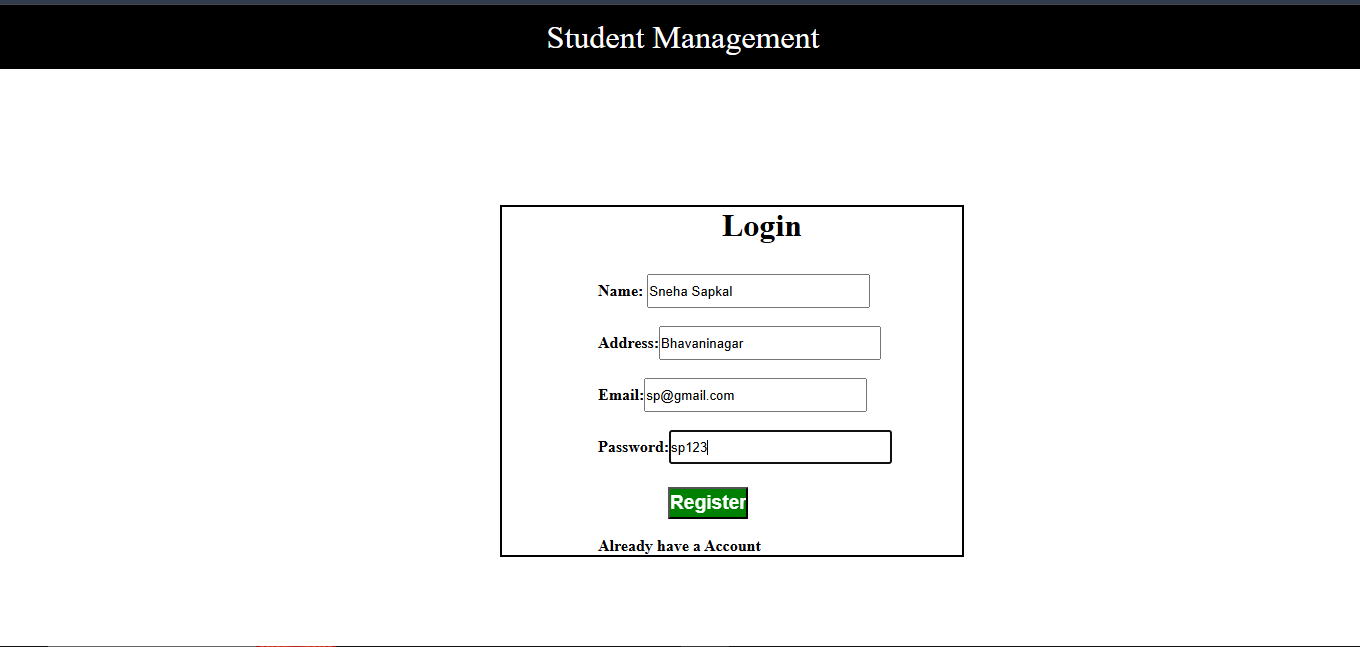 Student Management
Login
Name: Sneha Sapkal
Address: Bhavaninagar
Email: sp@gmail.com
Password: sp123
Register
Already have a Account